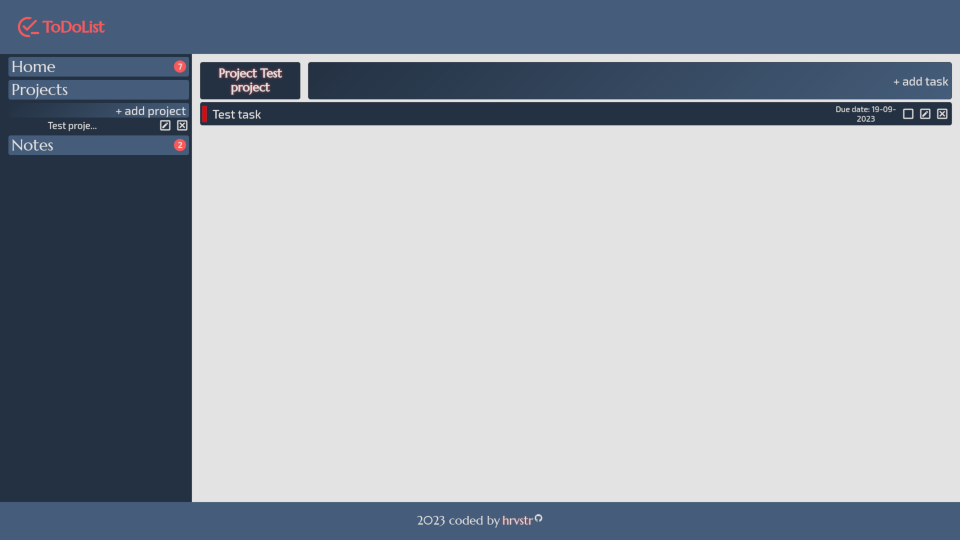 ToDoList
Home 7
Projects
+ add project
Test proje...
Notes 2
Project Test
project
+ add task
Test task
Due date: 19-09-
2023
2023 coded by hrvstr